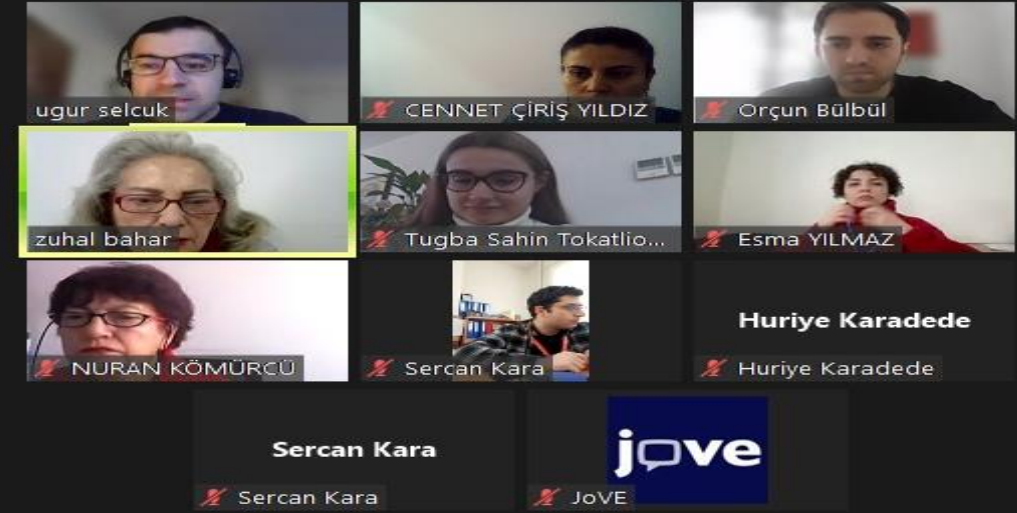 ugur selcuk
CENNET ÇİRİŞ YILDIZ
Orçun Bülbül
zuhal bahar
Tugba Sahin Tokatlio...
Esma YILMAZ
NURAN KÖMÜRCÜ
Sercan Kara
Huriye Karadede
Huriye Karadede
Sercan Kara
Sercan Kara
jove
JoVE